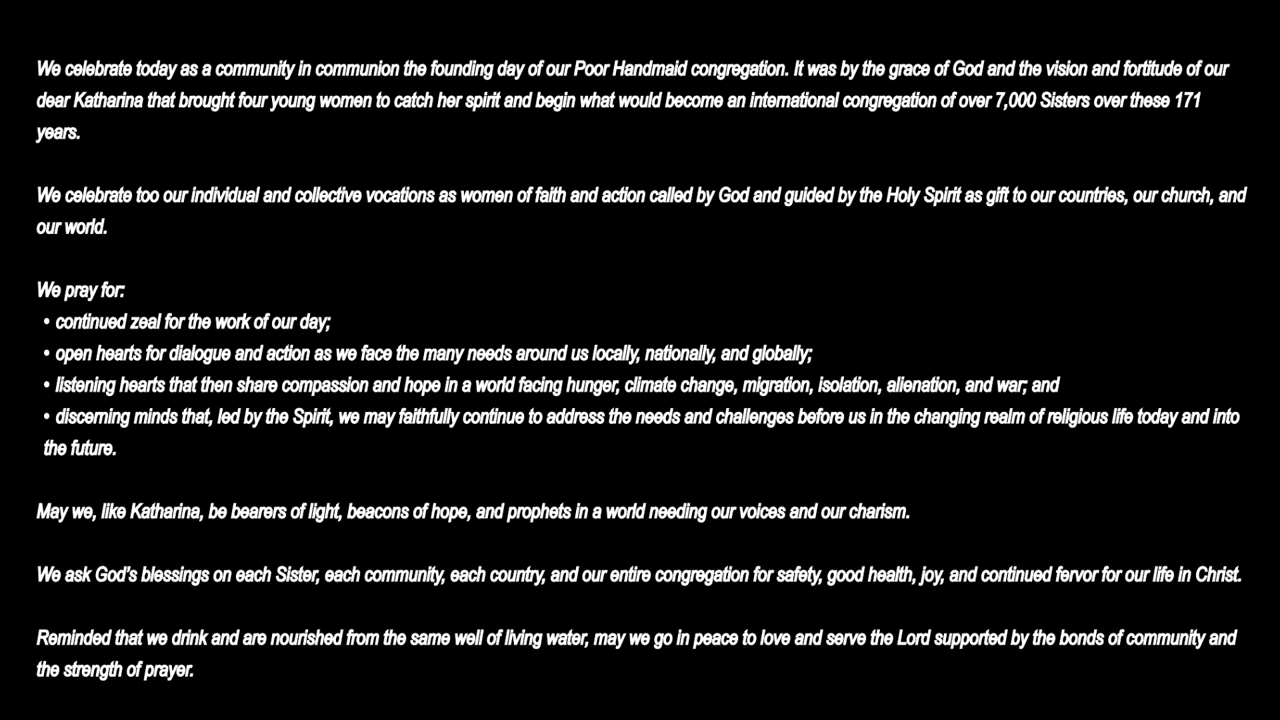 We celebrate today as a community in communion the founding day of our Poor Handmaid congregation. It was by the grace of God and the vision and fortitude of our
dear Katharina that brought four young women to catch her spirit and begin what would become an international congregation of over 7,000 Sisters over these 171
years.
We celebrate too our individual and collective vocations as women of faith and action called by God and guided by the Holy Spirit as gift to our countries, our church, and
our world.
We pray for:
• continued zeal for the work of our day;
• open hearts for dialogue and action as we face the many needs around us locally, nationally, and globally;
• listening hearts that then share compassion and hope in a world facing hunger, climate change, migration, isolation, alienation, and war; and
• discerning minds that, led by the Spirit, we may faithfully continue to address the needs and challenges before us in the changing realm of religious life today and into
the future.
May we, like Katharina, be bearers of light, beacons of hope, and prophets in a world needing our voices and our charism.
We ask God's blessings on each Sister, each community, each country, and our entire congregation for safety, good health, joy, and continued fervor for our life in Christ.
Reminded that we drink and are nourished from the same well of living water, may we go in peace to love and serve the Lord supported by the bonds of community and
the strength of prayer.